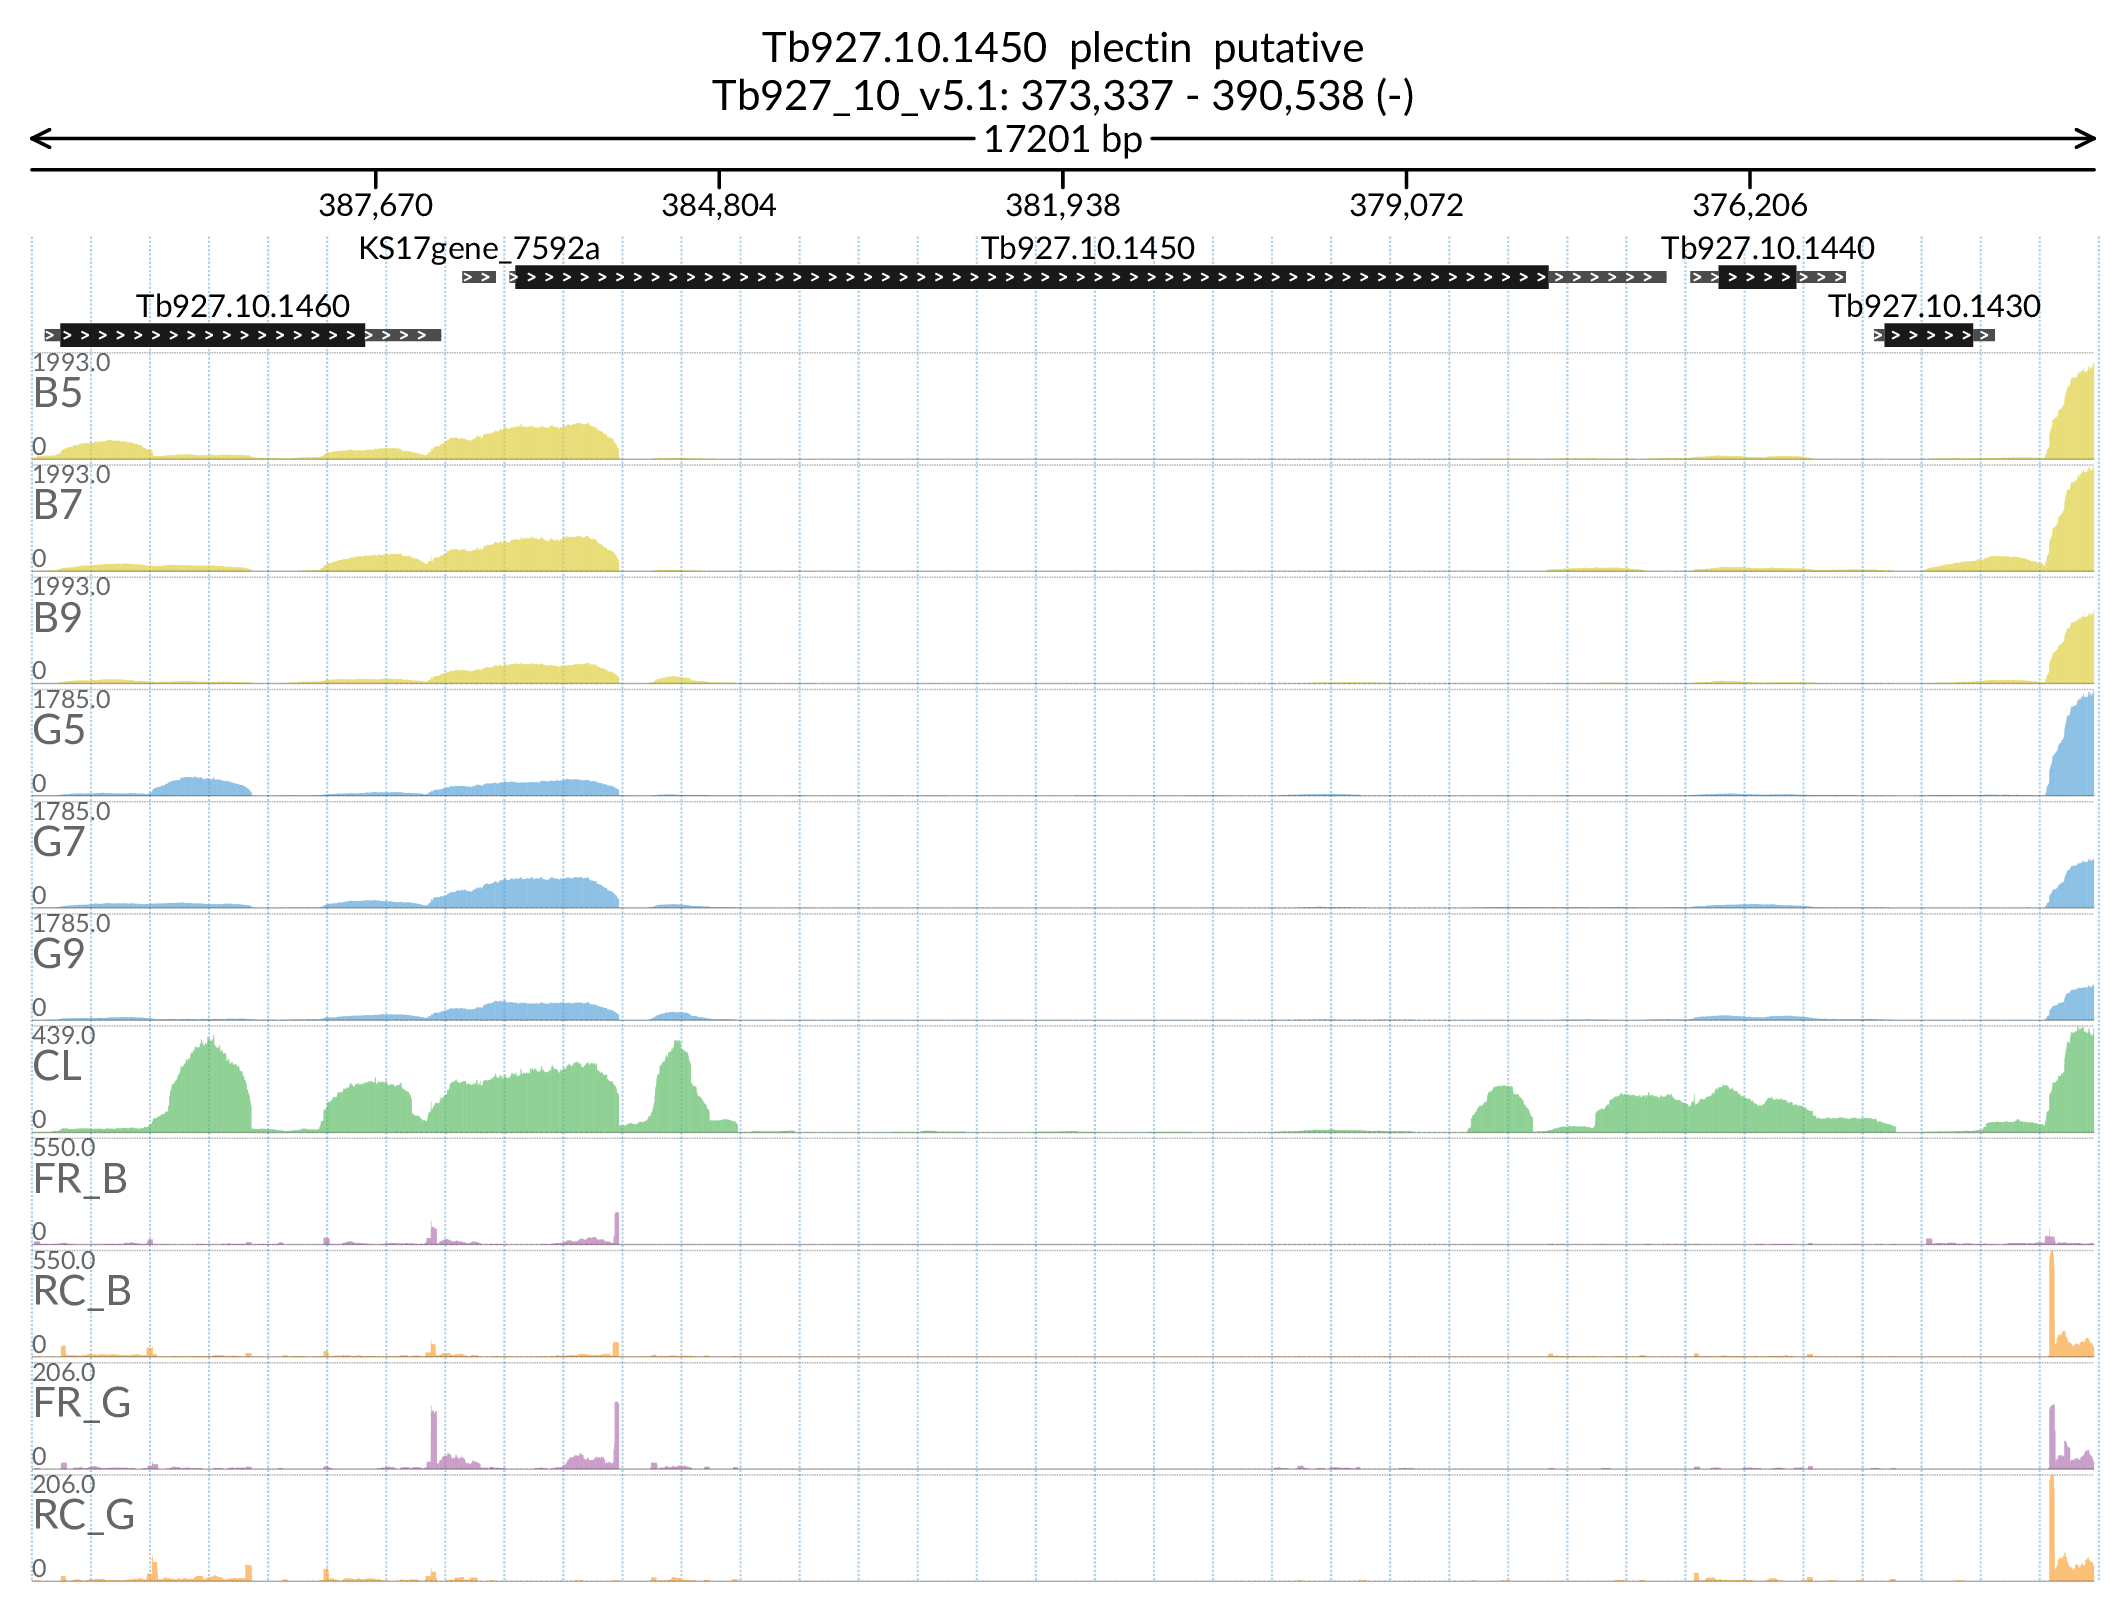 Tb927.10.1450 plectin putative
Tb927_10_v5.1: 373,337 - 390,538 (-)
17201 bp
387,670 384,804 381,938 379,072 376,206
KS17gene_7592a Tb927.10.1450 Tb927.10.1440
Tb927.10.1460 Tb927.10.1430
1993.0
B5
0
1993.0
B7
0
1993.0
B9
0
1785.0
G5
0
1785.0
G7
0
1785.0
G9
0
439.0
CL
0
550.0
FR_B
0
550.0
RC_B
0
206.0
FR_G
0
206.0
RC_G
0